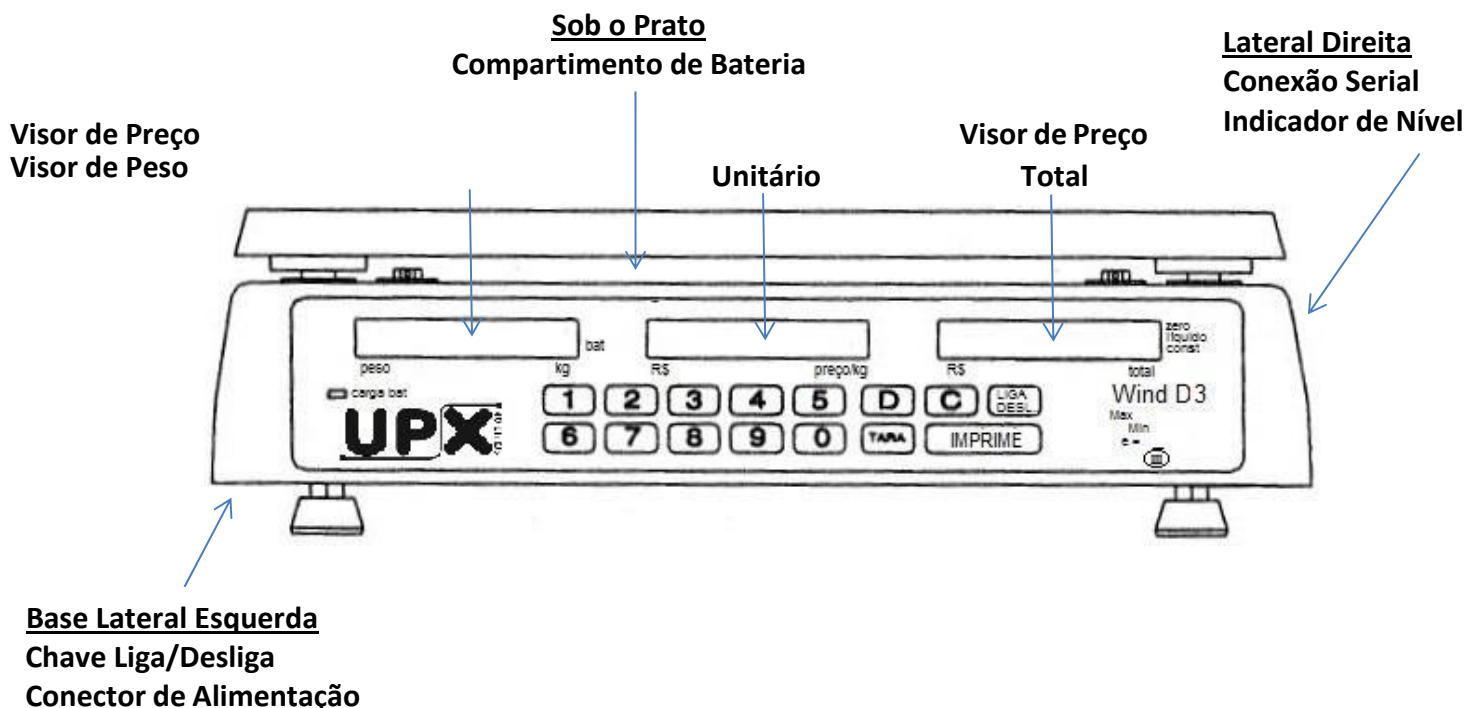 Sob o Prato
Compartimento de Bateria
Lateral Direita
Conexão Serial
Indicador de Nível
Visor de Preço
Visor de Peso
Visor de Preço
Unitário
Total
bat
zero
líquido
const
peso
kg
R$
preço/kg
R$
total
carga bat
1 2 3 4 5 D C LIGA DESL.
6 7 8 9 0 TARA IMPRIME
UPX
Wind D3
Max
Min
e =
Base Lateral Esquerda
Chave Liga/Desliga
Conector de Alimentação